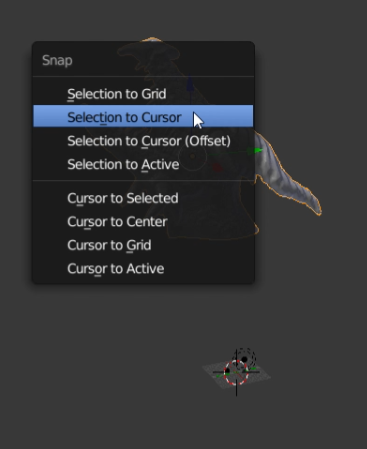 Snap
Selection to Grid
Selection to Cursor
Selection to Cursor (Offset)
Selection to Active
Cursor to Selected
Cursor to Center
Cursor to Grid
Cursor to Active